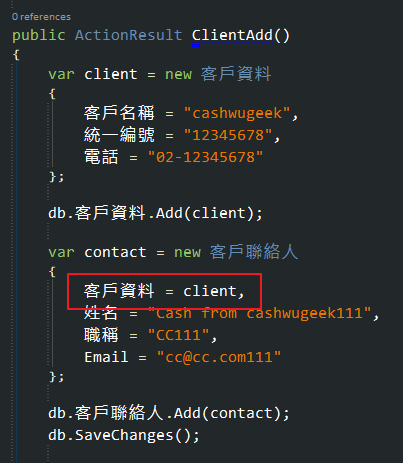 0 references
public ActionResult ClientAdd()
{
var client = new 客戶資料
{
客戶名稱 = "cashwugeek",
統一編號 = "12345678",
電話 = "02-12345678"
};
db.客戶資料.Add(client);
var contact = new 客戶聯絡人
{
客戶資料 = client,
姓名 = "Cash from cashwugeek111",
職稱 = "CC111",
Email = "cc@cc.com111"
};
db.客戶聯絡人.Add(contact);
db.SaveChanges();